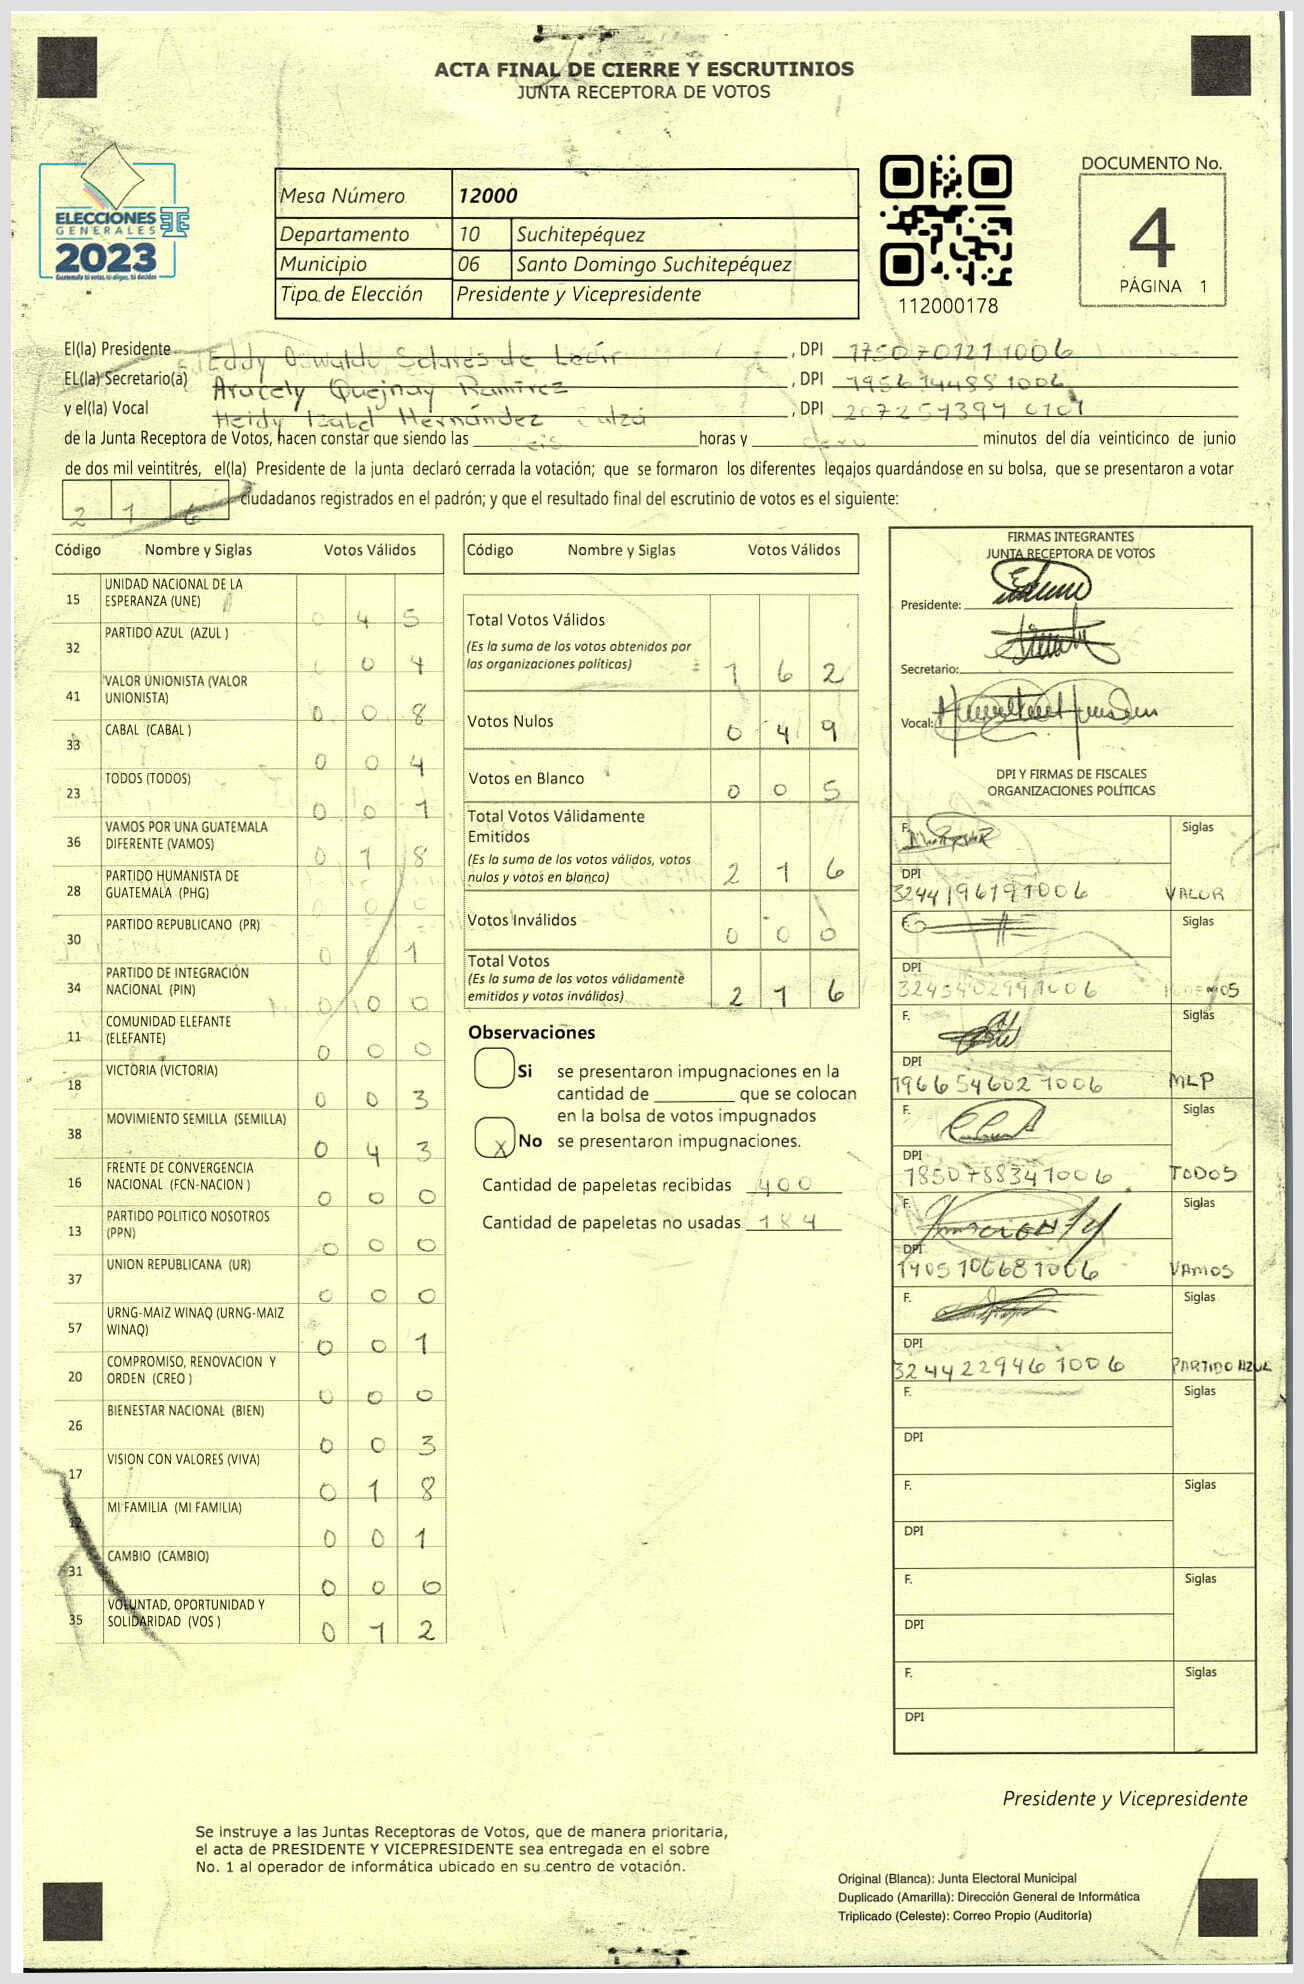 ACTA FINAL DE CIERRE Y ESCRUTINIOS
JUNTA RECEPTORA DE VOTOS
ELECCIONES
GENERALES
2023
Guatemala tú votas, tú eliges, tú decides
Mesa Número 12000
Departamento 10 Suchitepéquez
Municipio 06 Santo Domingo Suchitepéquez
Tipo de Elección Presidente y Vicepresidente
112000178
DOCUMENTO No.
4
PÁGINA 1
El(la) Presidente Eddy Oswaldo Solares de León, DPI
EL(la) Secretario(a) Aracely Quejnay Ramírez, DPI
y el(la) Vocal Heidy Izabel Hernández, DPI
de la Junta Receptora de Votos, hacen constar que siendo las seis horas y cero minutos del día veinticinco de junio
de dos mil veintitrés, el(la) Presidente de la junta declaró cerrada la votación; que se formaron los diferentes legajos guardándose en su bolsa, que se presentaron a votar
216 ciudadanos registrados en el padrón; y que el resultado final del escrutinio de votos es el siguiente:
Código Nombre y Siglas Votos Válidos
15 UNIDAD NACIONAL DE LA ESPERANZA (UNE) 0 4 5
32 PARTIDO AZUL (AZUL ) 0 0 4
41 VALOR UNIONISTA (VALOR UNIONISTA) 0 0 8
33 CABAL (CABAL ) 0 0 4
23 TODOS (TODOS) 0 0 1
36 VAMOS POR UNA GUATEMALA DIFERENTE (VAMOS) 0 1 8
28 PARTIDO HUMANISTA DE GUATEMALA (PHG) 0 0 0
30 PARTIDO REPUBLICANO (PR) 0 0 1
34 PARTIDO DE INTEGRACIÓN NACIONAL (PIN) 0 0 0
11 COMUNIDAD ELEFANTE (ELEFANTE) 0 0 0
18 VICTORIA (VICTORIA) 0 0 3
38 MOVIMIENTO SEMILLA (SEMILLA) 0 4 3
16 FRENTE DE CONVERGENCIA NACIONAL (FCN-NACION ) 0 0 0
13 PARTIDO POLITICO NOSOTROS (PPN) 0 0 0
37 UNION REPUBLICANA (UR) 0 0 0
57 URNG-MAIZ WINAQ (URNG-MAIZ WINAQ) 0 0 1
20 COMPROMISO, RENOVACION Y ORDEN (CREO ) 0 0 0
26 BIENESTAR NACIONAL (BIEN) 0 0 3
17 VISION CON VALORES (VIVA) 0 1 8
12 MI FAMILIA (MI FAMILIA) 0 0 1
31 CAMBIO (CAMBIO) 0 0 0
35 VOLUNTAD, OPORTUNIDAD Y SOLIDARIDAD (VOS ) 0 1 2
Código Nombre y Siglas Votos Válidos
Total Votos Válidos 1 6 2
(Es la suma de los votos obtenidos por
las organizaciones políticas)
Votos Nulos 0 4 9
Votos en Blanco 0 0 5
Total Votos Válidamente
Emitidos 2 1 6
(Es la suma de los votos válidos, votos
nulos y votos en blanco)
Votos Inválidos 0 0 0
Total Votos 2 1 6
(Es la suma de los votos válidamente
emitidos y votos inválidos)
Observaciones
Si se presentaron impugnaciones en la
cantidad de ________ que se colocan
en la bolsa de votos impugnados
X No se presentaron impugnaciones.
Cantidad de papeletas recibidas 400
Cantidad de papeletas no usadas 184
FIRMAS INTEGRANTES
JUNTA RECEPTORA DE VOTOS
Presidente:
Secretario:
Vocal:
DPI Y FIRMAS DE FISCALES
ORGANIZACIONES POLÍTICAS
F. Siglas
DPI
3244196191006 VALOR
F. Siglas
DPI
F. Siglas
DPI
1966546021006 MLP
F. Siglas
DPI
1850788341006 TODOS
F. Siglas
DPI
1405106681006 VAMOS
F. Siglas
DPI
3244229461006 PARTIDO AZUL
F. Siglas
DPI
F. Siglas
DPI
F. Siglas
DPI
F. Siglas
DPI
Presidente y Vicepresidente
Se instruye a las Juntas Receptoras de Votos, que de manera prioritaria,
el acta de PRESIDENTE Y VICEPRESIDENTE sea entregada en el sobre
No. 1 al operador de informática ubicado en su centro de votación.
Original (Blanca): Junta Electoral Municipal
Duplicado (Amarilla): Dirección General de Informática
Triplicado (Celeste): Correo Propio (Auditoría)